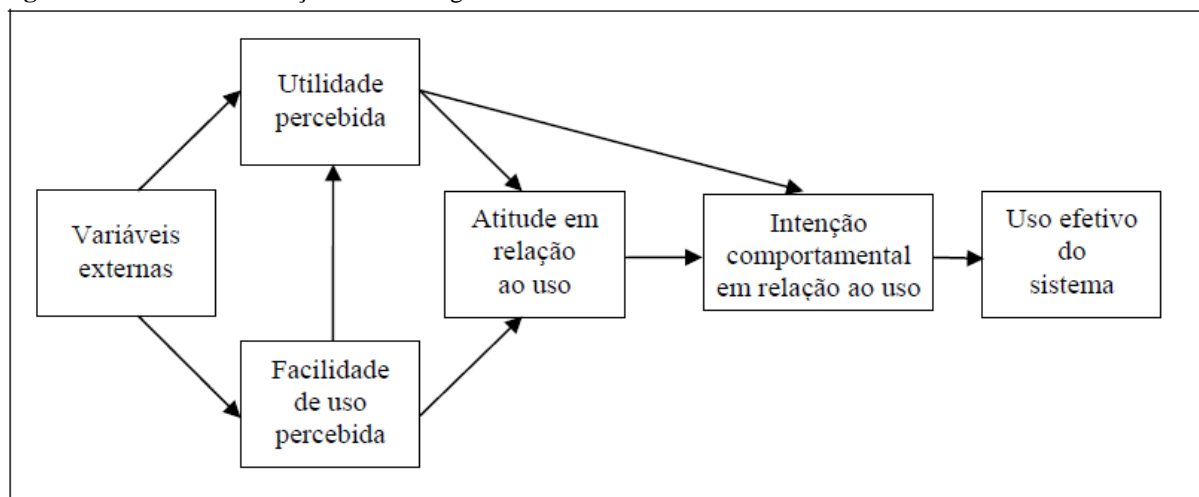 Utilidade
percebida
Variáveis
externas
Facilidade
de uso
percebida
Atitude em
relação
ao uso
Intenção
comportamental
em relação ao uso
Uso efetivo
do
sistema